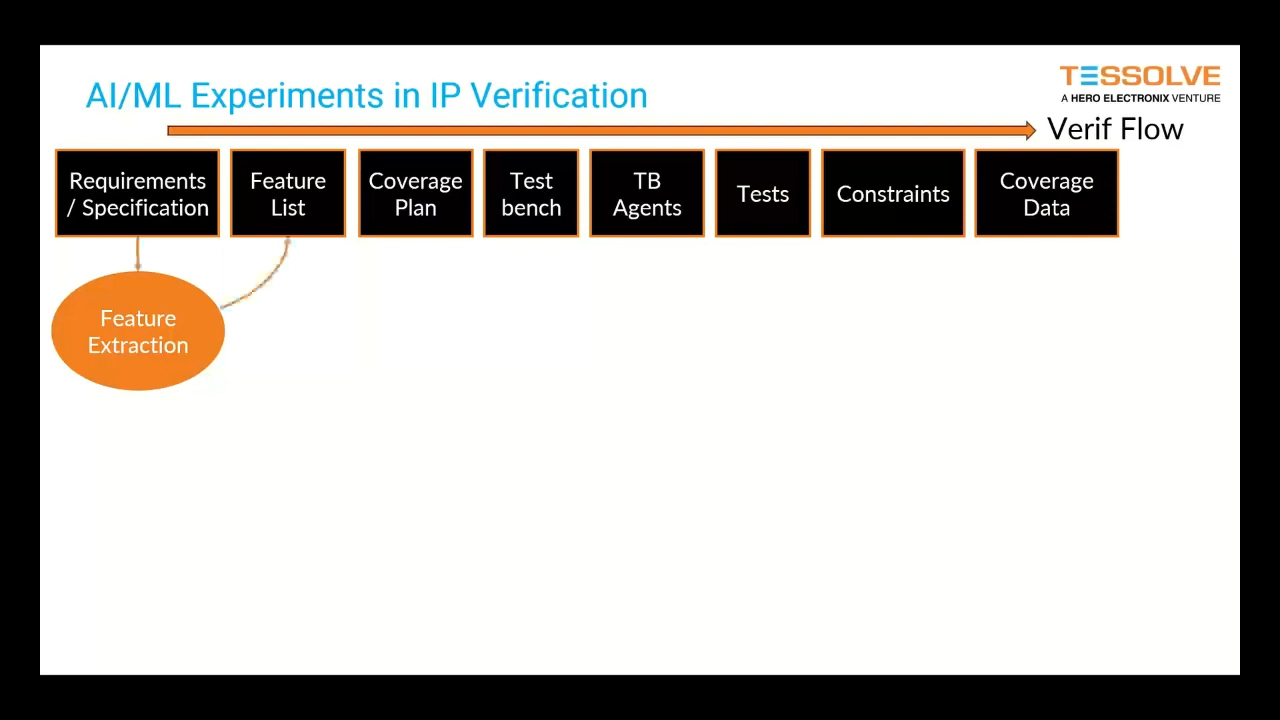 AI/ML Experiments in IP Verification
TESSOLVE
A HERO ELECTRONIX VENTURE
Verif Flow
Requirements
/ Specification
Feature
List
Coverage
Plan
Test
bench
TB
Agents
Tests
Constraints
Coverage
Data
Feature
Extraction